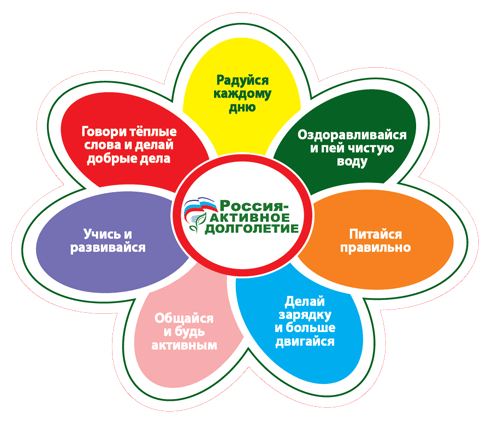 Радуйся
каждому
дню
Оздоравливайся
и пей чистую
воду
Питайся
правильно
Делай
зарядку
и больше
двигайся
Общайся
и будь
активным
Учись и
развивайся
Говори тёплые
слова и делай
добрые дела
Россия-
АКТИВНОЕ
ДОЛГОЛЕТИЕ